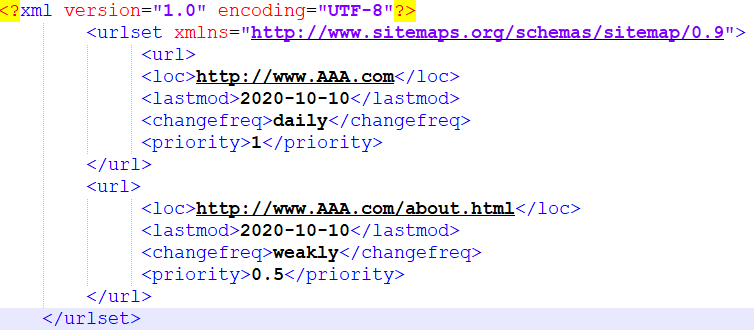 <?xml version="1.0" encoding="UTF-8"?>
<urlset xmlns="http://www.sitemaps.org/schemas/sitemap/0.9">
<url>
<loc>http://www.AAA.com</loc>
<lastmod>2020-10-10</lastmod>
<changefreq>daily</changefreq>
<priority>1</priority>
</url>
<url>
<loc>http://www.AAA.com/about.html</loc>
<lastmod>2020-10-10</lastmod>
<changefreq>weakly</changefreq>
<priority>0.5</priority>
</url>
</urlset>